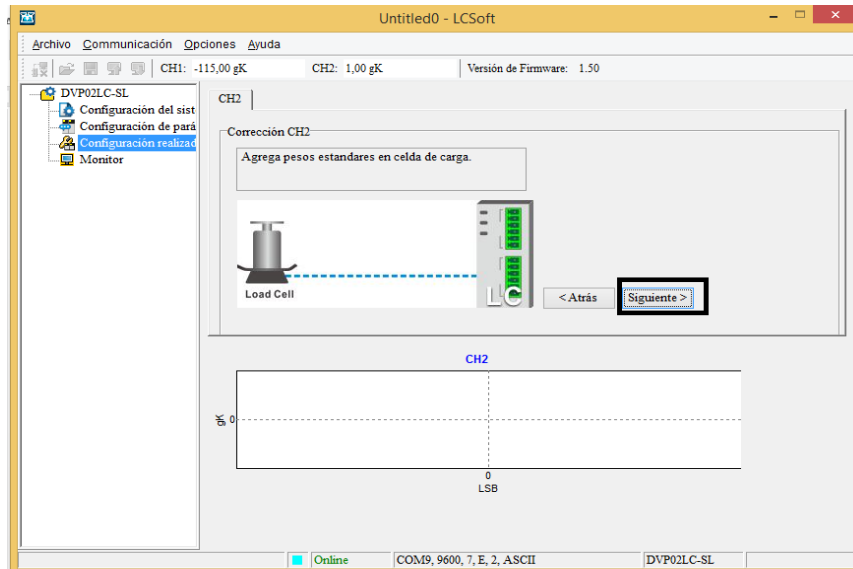 Untitled0 - LCSoft
Archivo Communicación Opciones Ayuda
CH1: -115,00 gK CH2: 1,00 gK Versión de Firmware: 1.50
DVP02LC-SL
Configuración del sist
Configuración de pará
Configuración realizad
Monitor
CH2
Corrección CH2
Agrega pesos estandares en celda de carga.
Load Cell
LC
< Atrás Siguiente >
CH2
gK 0
0
LSB
Online COM9, 9600, 7, E, 2, ASCII DVP02LC-SL